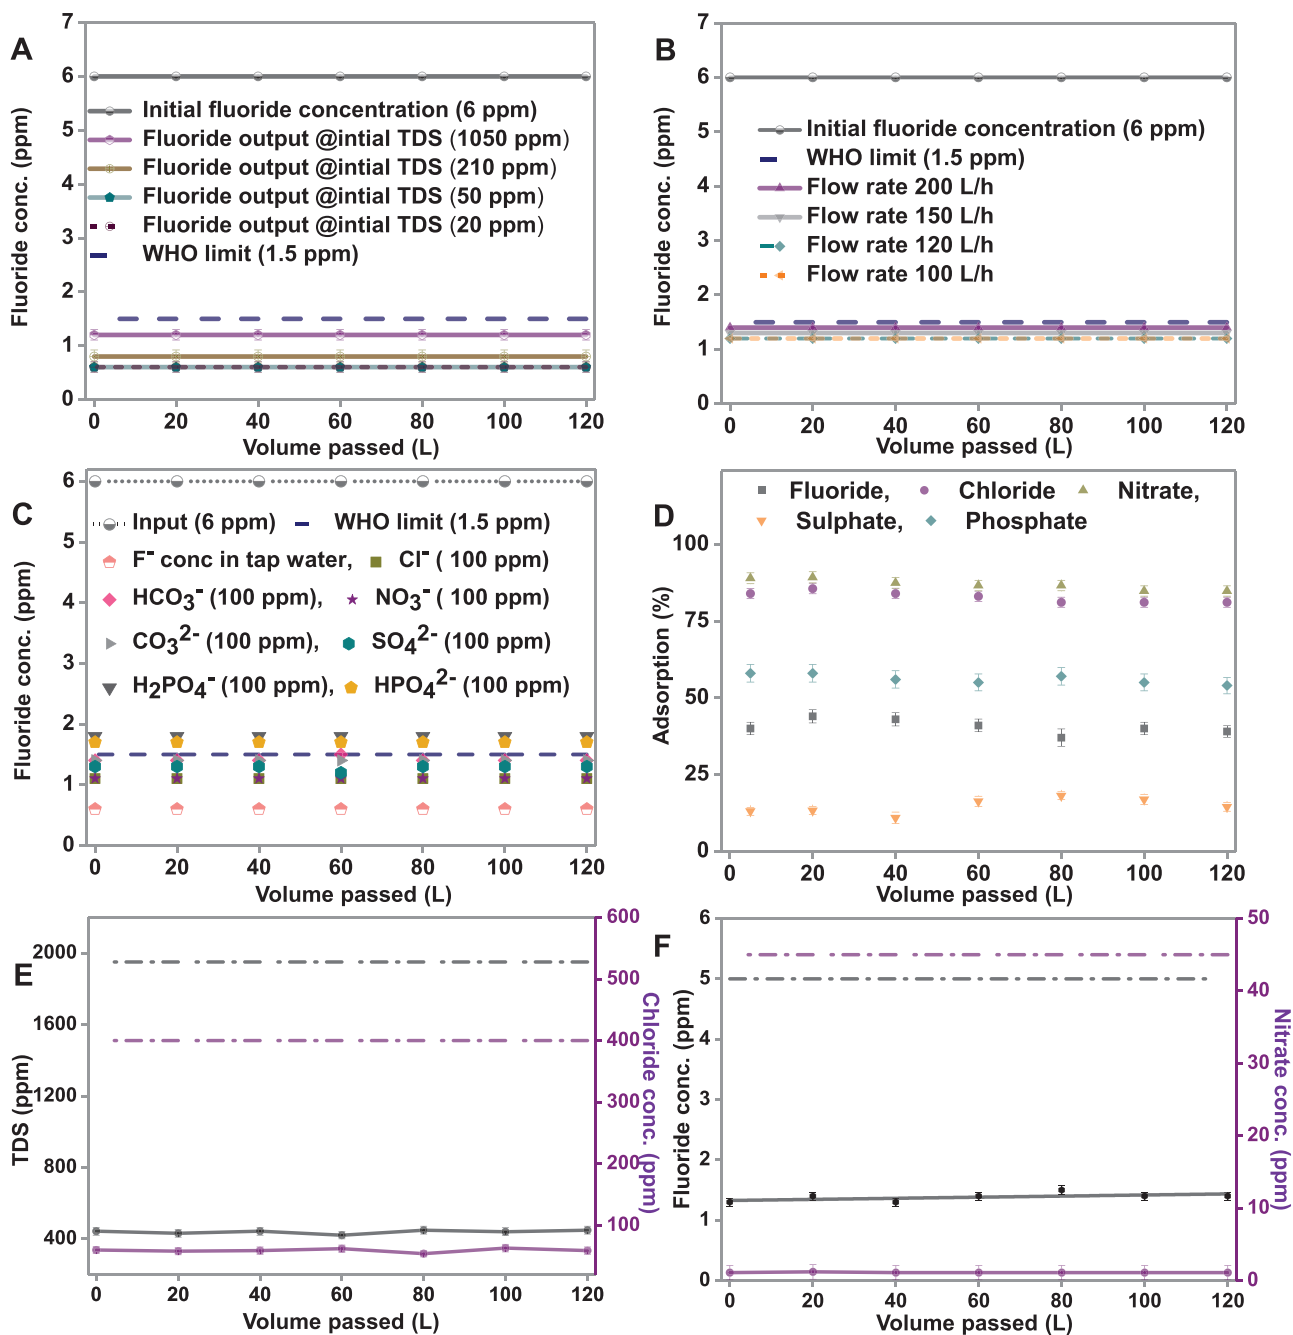 A
7
6
5
4
3
2
1
0
Fluoride conc. (ppm)
Initial fluoride concentration (6 ppm)
Fluoride output @intial TDS (1050 ppm)
Fluoride output @intial TDS (210 ppm)
Fluoride output @intial TDS (50 ppm)
Fluoride output @intial TDS (20 ppm)
WHO limit (1.5 ppm)
0 20 40 60 80 100 120
Volume passed (L)
B
7
6
5
4
3
2
1
0
Fluoride conc. (ppm)
Initial fluoride concentration (6 ppm)
WHO limit (1.5 ppm)
Flow rate 200 L/h
Flow rate 150 L/h
Flow rate 120 L/h
Flow rate 100 L/h
0 20 40 60 80 100 120
Volume passed (L)
C
6
5
4
3
2
1
0
Fluoride conc. (ppm)
Input (6 ppm) WHO limit (1.5 ppm)
F⁻ conc in tap water, Cl⁻ ( 100 ppm)
HCO₃⁻ (100 ppm), NO₃⁻ ( 100 ppm)
CO₃²⁻ (100 ppm), SO₄²⁻ (100 ppm)
H₂PO₄⁻ (100 ppm), HPO₄²⁻ (100 ppm)
0 20 40 60 80 100 120
Volume passed (L)
D
Fluoride, Chloride Nitrate,
Sulphate, Phosphate
100
75
50
25
0
Adsorption (%)
0 20 40 60 80 100 120
Volume passed (L)
E
2000
1600
1200
800
400
TDS (ppm)
600
500
400
300
200
100
0
Chloride conc. (ppm)
0 20 40 60 80 100 120
Volume passed (L)
F
6
5
4
3
2
1
0
Fluoride conc. (ppm)
50
40
30
20
10
0
Nitrate conc. (ppm)
0 20 40 60 80 100 120
Volume passed (L)